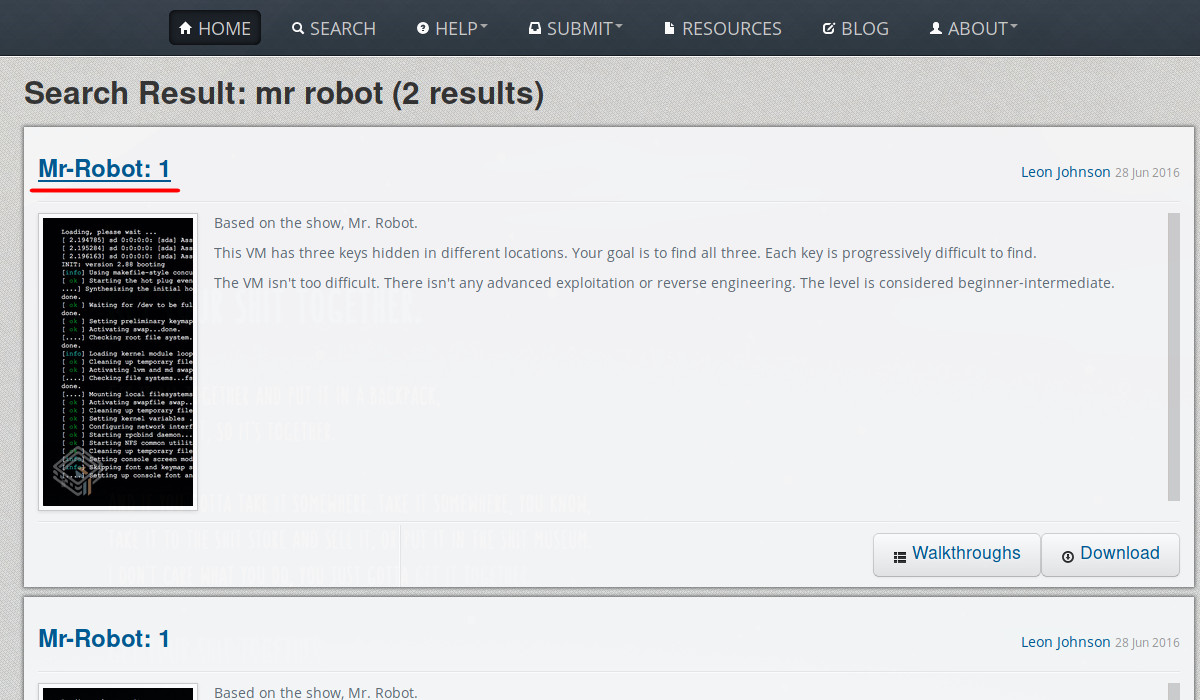 HOME SEARCH HELP SUBMIT RESOURCES BLOG ABOUT
Search Result: mr robot (2 results)
Mr-Robot: 1
Leon Johnson 28 Jun 2016
Based on the show, Mr. Robot.
This VM has three keys hidden in different locations. Your goal is to find all three. Each key is progressively difficult to find.
The VM isn't too difficult. There isn't any advanced exploitation or reverse engineering. The level is considered beginner-intermediate.
Loading, please wait ...
[ 2.194785] sd 0:0:0:0: [sda] Ass
[ 2.195284] sd 0:0:0:0: [sda] Ass
[ 2.196163] sd 0:0:0:0: [sda] Ass
INIT: version 2.88 booting
[info] Using makefile-style concu
[ ok ] Starting the hot plug even
[....] Synthesizing the initial ho
done.
[ ok ] Waiting for /dev to be ful
done.
[ ok ] Setting preliminary keymap
[ ok ] Activating swap...done.
[....] Checking root file system.
done.
[info] Loading kernel module loop
[ ok ] Cleaning up temporary file
[ ok ] Activating lvm and md swap
[....] Checking file systems...fs
done.
[....] Mounting local filesystems
[ ok ] Activating swapfile swap..
[ ok ] Cleaning up temporary file
[ ok ] Setting kernel variables .
[ ok ] Configuring network interf
[ ok ] Starting rpcbind daemon...
[ ok ] Starting NFS common utilit
[ ok ] Cleaning up temporary file
[info] Setting console screen mod
[info] Skipping font and keymap s
[....] Setting up console font an
Walkthroughs Download
Mr-Robot: 1
Leon Johnson 28 Jun 2016
Based on the show, Mr. Robot.